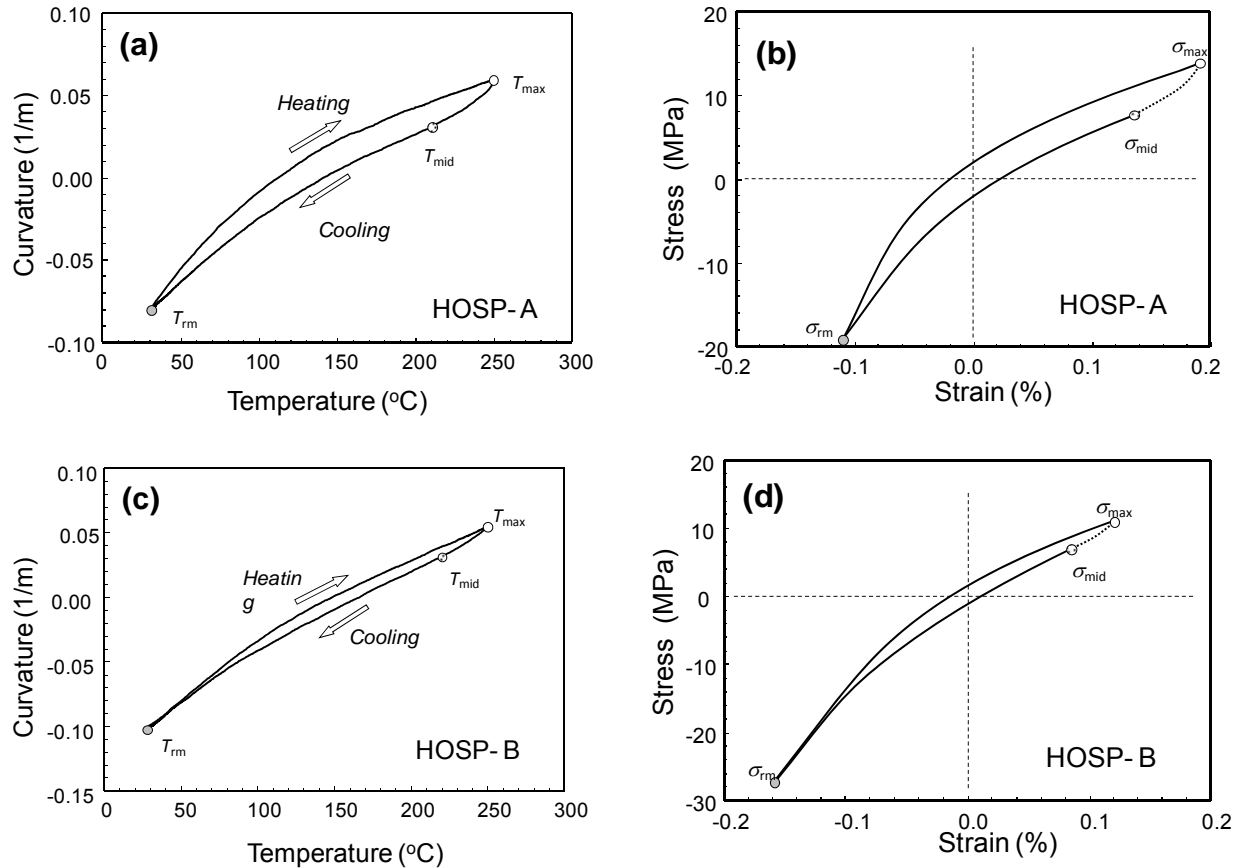 (a)
0.10
0.05
0.00
-0.05
-0.10
Curvature (1/m)
Heating
Cooling
Tmax
Tmid
Trm
HOSP-A
0 50 100 150 200 250 300
Temperature (oC)
(b)
20
10
0
-10
-20
Stress (MPa)
σmax
σmid
σrm
HOSP-A
-0.2 -0.1 0.0 0.1 0.2
Strain (%)
(c)
0.10
0.05
0.00
-0.05
-0.10
-0.15
Curvature (1/m)
Heatin
g
Cooling
Tmax
Tmid
Trm
HOSP-B
0 50 100 150 200 250 300
Temperature (oC)
(d)
20
10
0
-10
-20
-30
Stress (MPa)
σmax
σmid
σrm
HOSP-B
-0.2 -0.1 0.0 0.1 0.2
Strain (%)